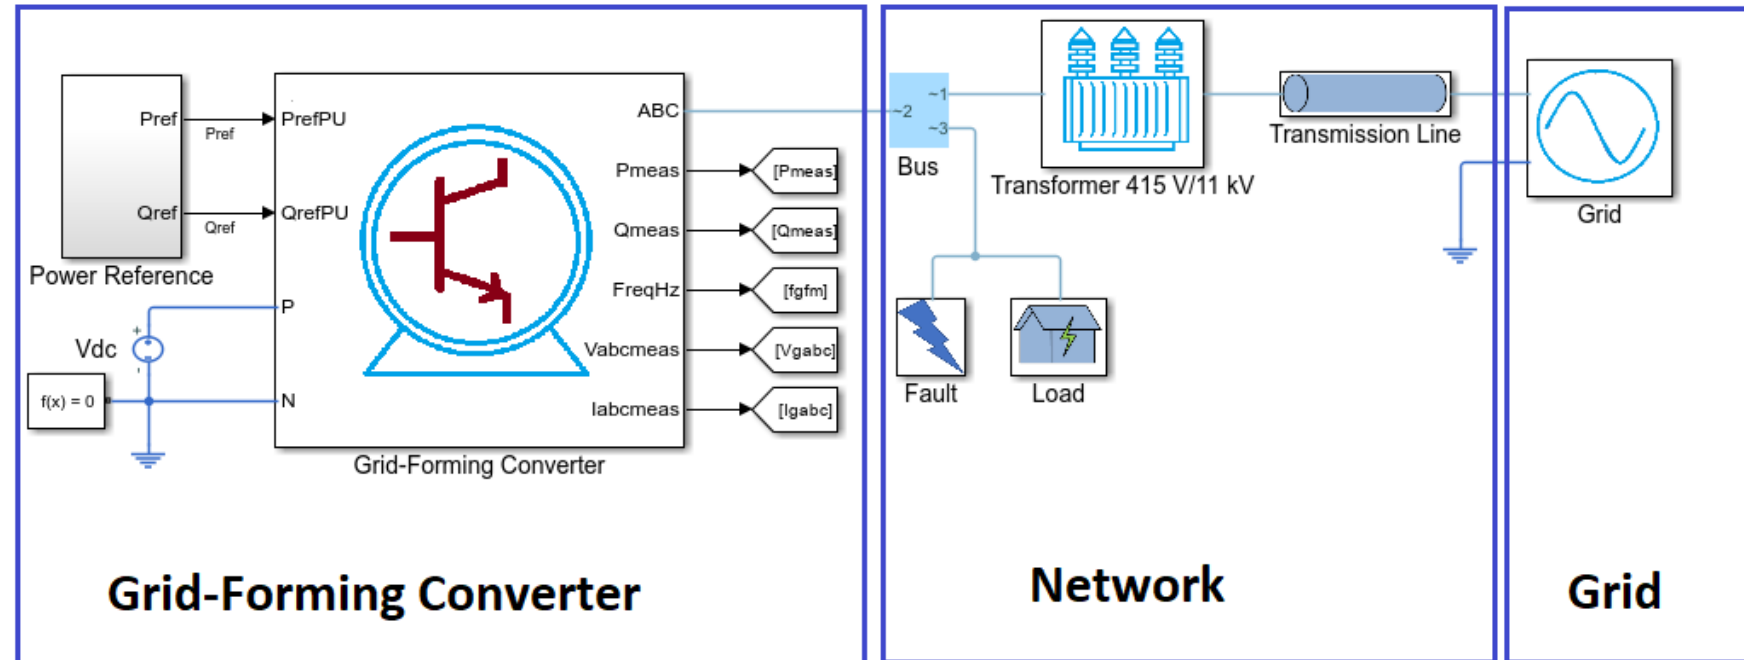 Pref
Pref
PrefPU
Qref
Qref
QrefPU
Power Reference
Vdc
+
-
f(x) = 0
P
N
ABC
Pmeas
[Pmeas]
Qmeas
[Qmeas]
FreqHz
[fgfm]
Vabcmeas
[Vgabc]
Iabcmeas
[Igabc]
Grid-Forming Converter
Grid-Forming Converter
~1
~2
~3
Bus
Transformer 415 V/11 kV
Transmission Line
Fault
Load
Network
Grid
Grid